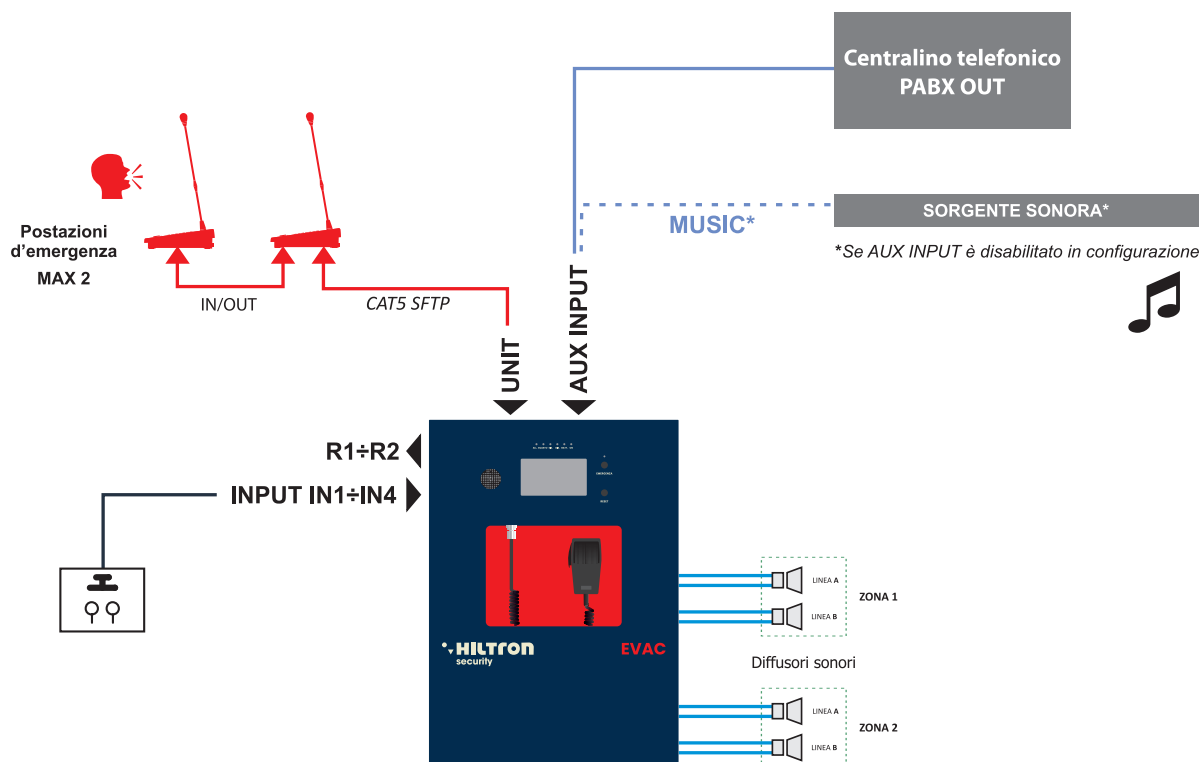 Centralino telefonico
PABX OUT
SORGENTE SONORA*
MUSIC*
*Se AUX INPUT è disabilitato in configurazione
Postazioni
d'emergenza
MAX 2
IN/OUT
CAT5 SFTP
UNIT
AUX INPUT
R1÷R2
INPUT IN1÷IN4
EMERGENZA
RESET
HILTRON
security
EVAC
LINEA A
LINEA B
ZONA 1
Diffusori sonori
LINEA A
LINEA B
ZONA 2